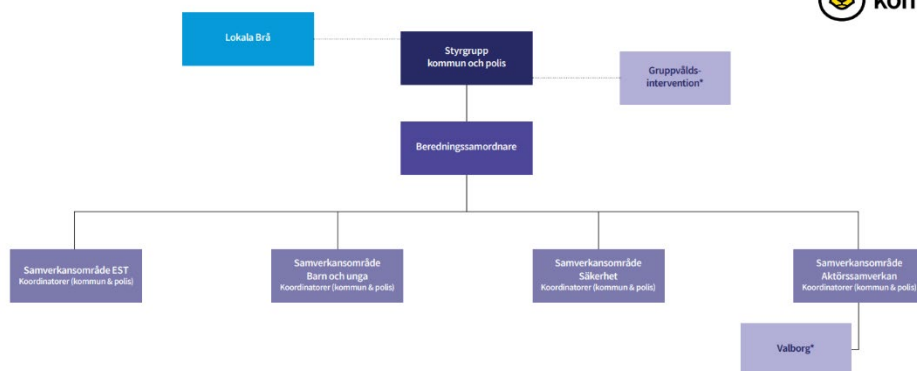 Lokala Brå
Styrgrupp
kommun och polis
Gruppvålds-
intervention*
Beredningssamordnare
Samverkansområde EST
Koordinatorer (kommun & polis)
Samverkansområde
Barn och unga
Koordinatorer (kommun & polis)
Samverkansområde
Säkerhet
Koordinatorer (kommun & polis)
Samverkansområde
Aktörssamverkan
Koordinatorer (kommun & polis)
Valborg*